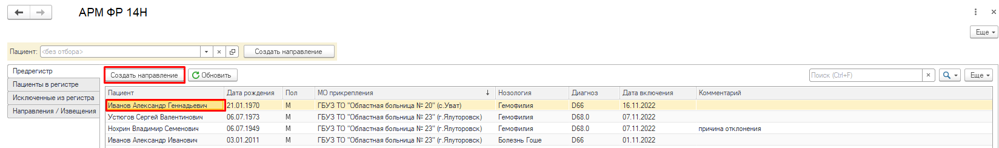 АРМ ФР 14Н
Еще
Пациент: <без отбора> Создать направление
Предрегистр
Пациенты в регистре
Исключенные из регистра
Направления / Извещения
Создать направление Обновить Поиск (Ctrl+F) Еще
Пациент Дата рождения Пол МО прикрепления Нозология Диагноз Дата включения Комментарий
Иванов Александр Геннадьевич 21.01.1970 М ГБУЗ ТО "Областная больница № 20" (с.Уват) Гемофилия D66 16.11.2022
Устюгов Сергей Валентинович 06.07.1973 М ГБУЗ ТО "Областная больница № 23" (г.Ялуторовск) Гемофилия D68.0 07.11.2022
Нохрин Владимир Семенович 06.07.1949 М ГБУЗ ТО "Областная больница № 23" (г.Ялуторовск) Гемофилия D68.0 07.11.2022 причина отклонения
Иванов Александр Иванович 03.01.2011 М ГБУЗ ТО "Областная больница № 23" (г.Ялуторовск) Болезнь Гоше D66 01.11.2022